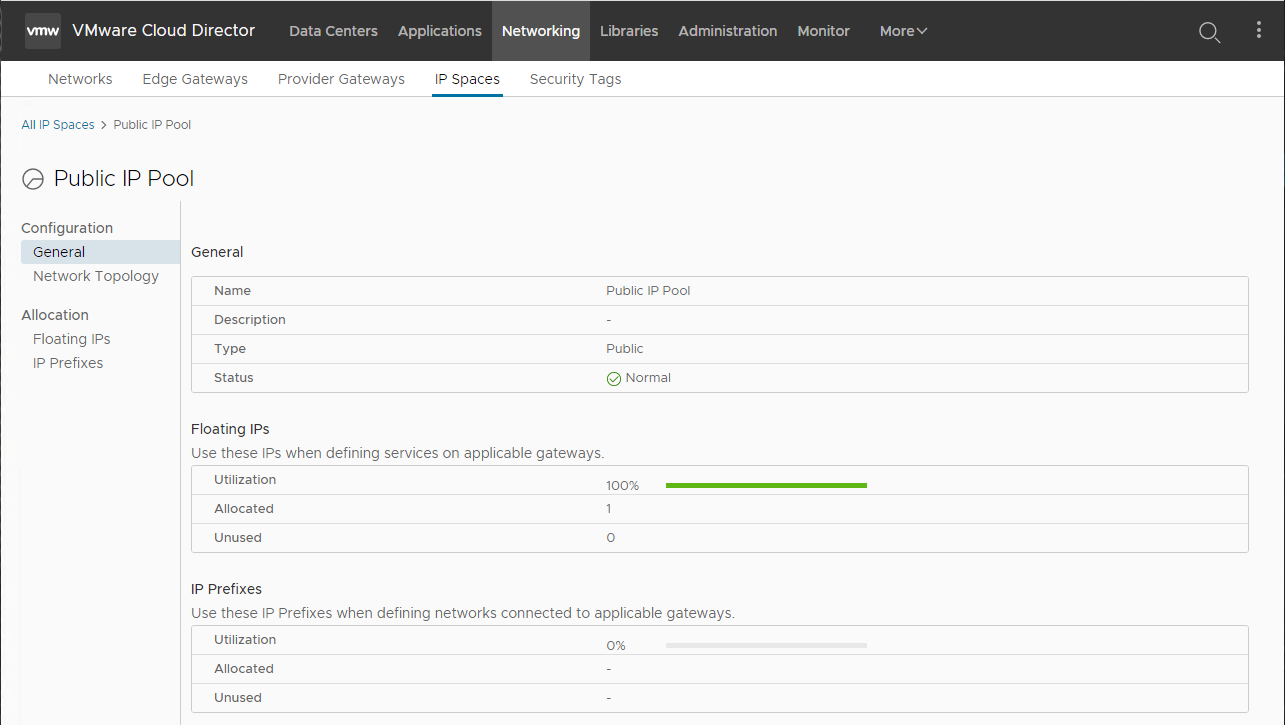 vmw VMware Cloud Director Data Centers Applications Networking Libraries Administration Monitor More
Networks Edge Gateways Provider Gateways IP Spaces Security Tags
All IP Spaces > Public IP Pool
Public IP Pool
Configuration
General
Network Topology
Allocation
Floating IPs
IP Prefixes
General
Name Public IP Pool
Description -
Type Public
Status Normal
Floating IPs
Use these IPs when defining services on applicable gateways.
Utilization 100%
Allocated 1
Unused 0
IP Prefixes
Use these IP Prefixes when defining networks connected to applicable gateways.
Utilization 0%
Allocated -
Unused -